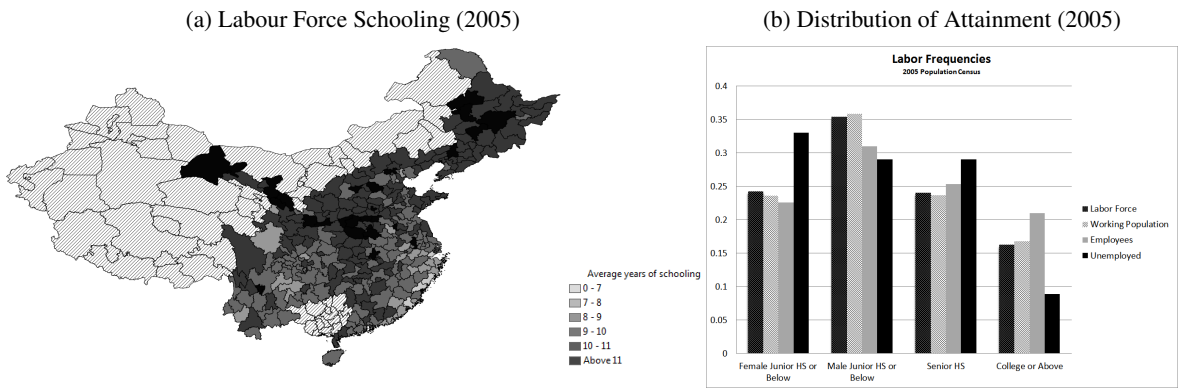 (a) Labour Force Schooling (2005)
Average years of schooling
0 - 7
7 - 8
8 - 9
9 - 10
10 - 11
Above 11
(b) Distribution of Attainment (2005)
Labor Frequencies
2005 Population Census
0.4
0.35
0.3
0.25
0.2
0.15
0.1
0.05
0
Female Junior HS or
Below
Male Junior HS or
Below
Senior HS
College or Above
Labor Force
Working Population
Employees
Unemployed